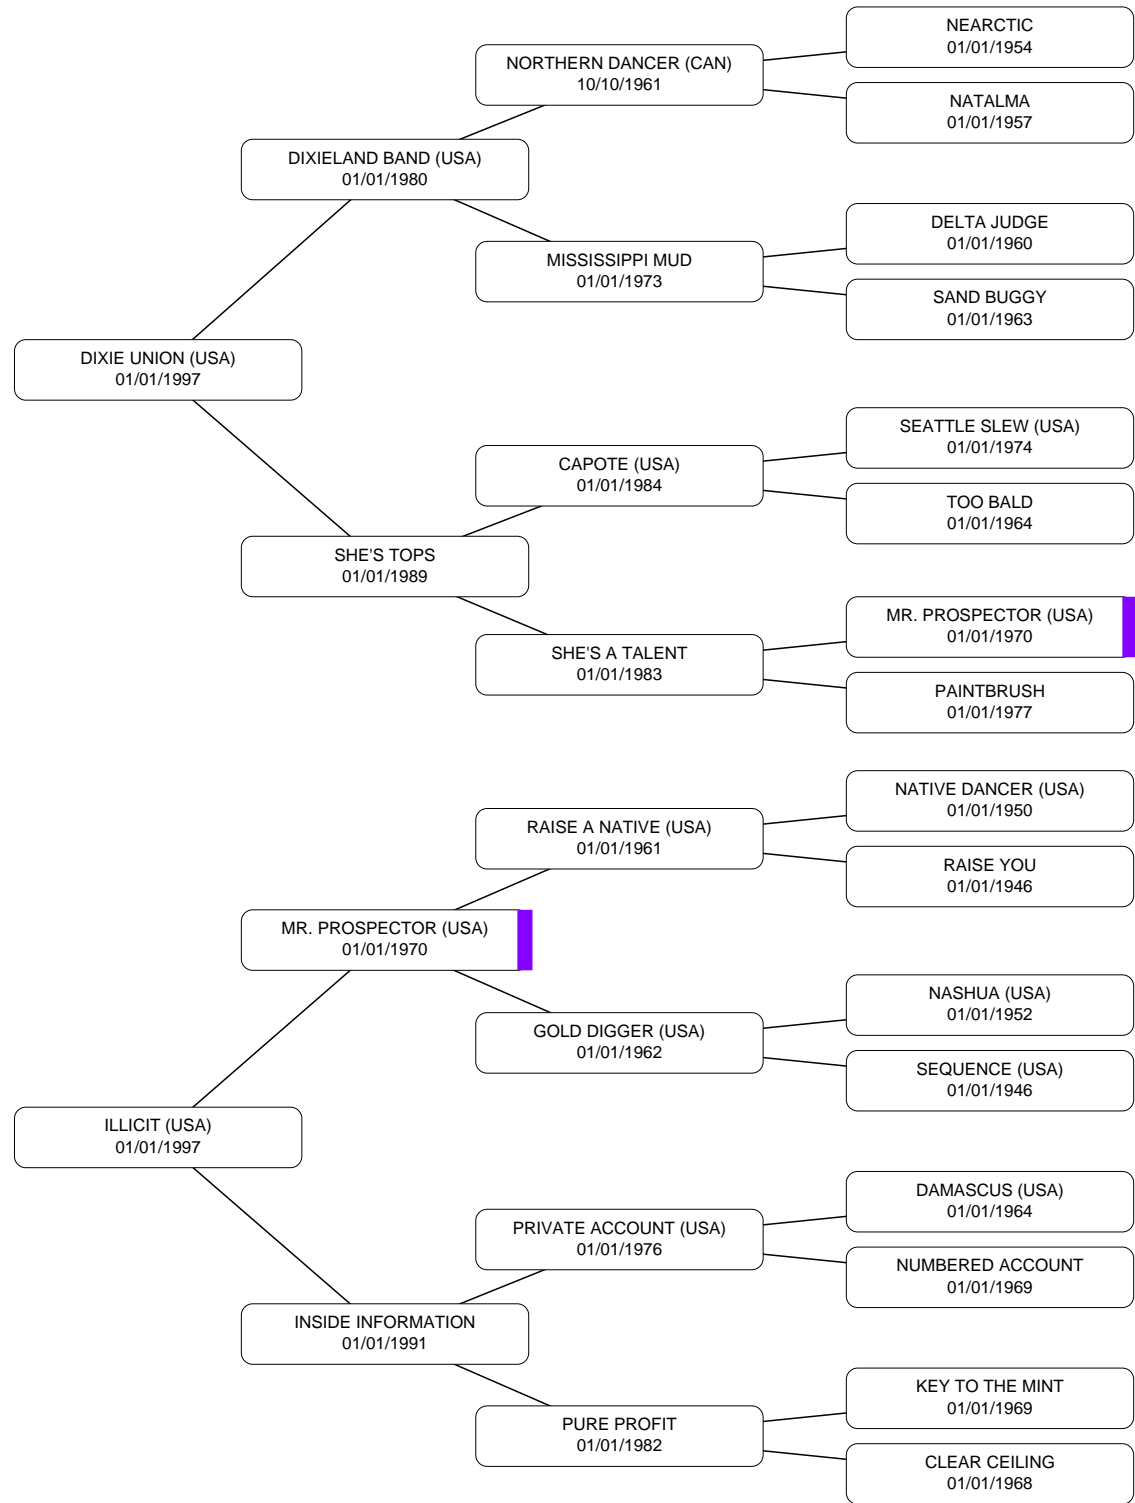 NEARCTIC
01/01/1954
NORTHERN DANCER (CAN)
10/10/1961
NATALMA
01/01/1957
DIXIELAND BAND (USA)
01/01/1980
DELTA JUDGE
01/01/1960
MISSISSIPPI MUD
01/01/1973
SAND BUGGY
01/01/1963
DIXIE UNION (USA)
01/01/1997
SEATTLE SLEW (USA)
01/01/1974
CAPOTE (USA)
01/01/1984
TOO BALD
01/01/1964
SHE'S TOPS
01/01/1989
MR. PROSPECTOR (USA)
01/01/1970
SHE'S A TALENT
01/01/1983
PAINTBRUSH
01/01/1977
NATIVE DANCER (USA)
01/01/1950
RAISE A NATIVE (USA)
01/01/1961
RAISE YOU
01/01/1946
MR. PROSPECTOR (USA)
01/01/1970
NASHUA (USA)
01/01/1952
GOLD DIGGER (USA)
01/01/1962
SEQUENCE (USA)
01/01/1946
ILLICIT (USA)
01/01/1997
DAMASCUS (USA)
01/01/1964
PRIVATE ACCOUNT (USA)
01/01/1976
NUMBERED ACCOUNT
01/01/1969
INSIDE INFORMATION
01/01/1991
KEY TO THE MINT
01/01/1969
PURE PROFIT
01/01/1982
CLEAR CEILING
01/01/1968